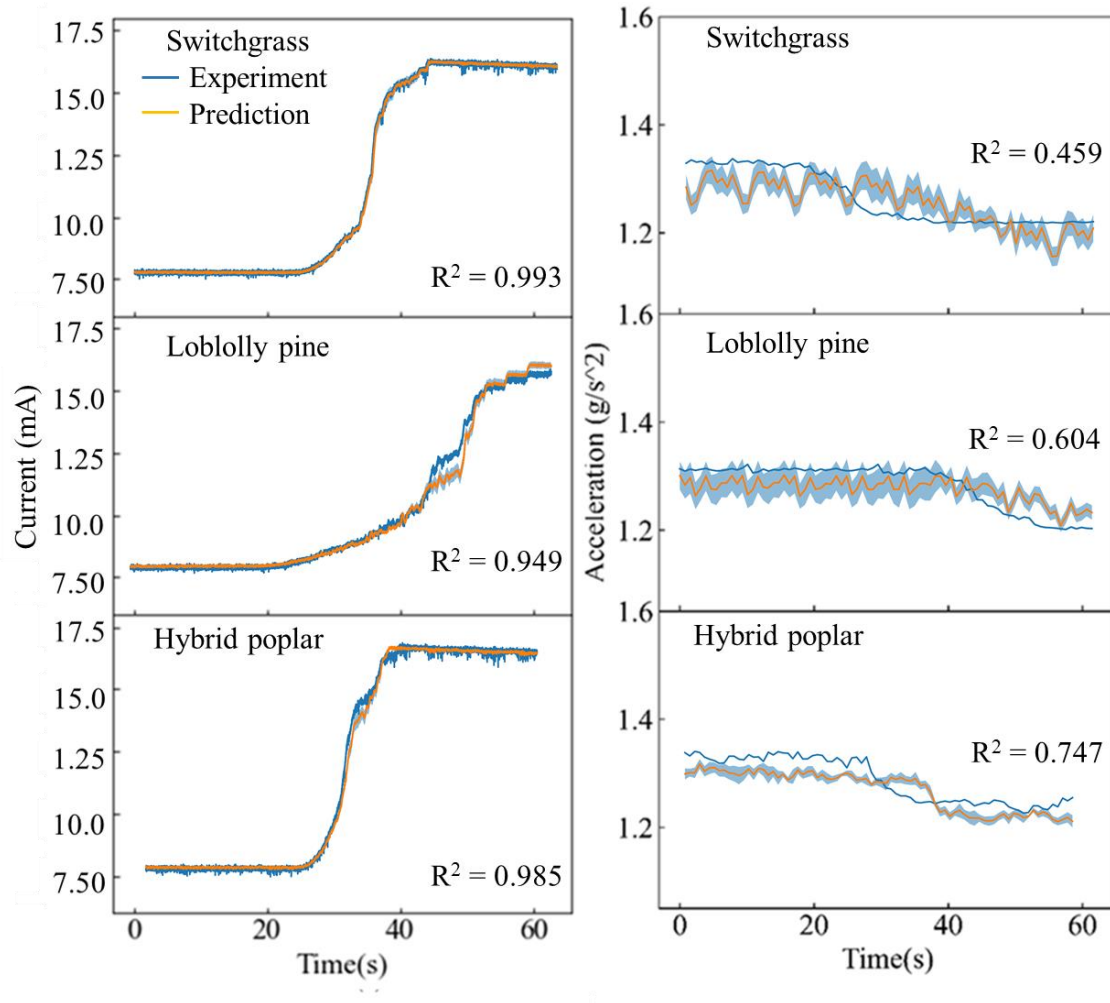 17.5
15.0
1.25
10.0
7.50
Switchgrass
Experiment
Prediction
R² = 0.993
17.5
15.0
1.25
10.0
7.50
Loblolly pine
R² = 0.949
17.5
15.0
1.25
10.0
7.50
Hybrid poplar
R² = 0.985
Current (mA)
0 20 40 60
Time(s)
1.6
1.4
1.2
Switchgrass
R² = 0.459
1.6
1.4
1.2
Loblolly pine
R² = 0.604
1.6
1.4
1.2
Hybrid poplar
R² = 0.747
Acceleration (g/s^2)
0 20 40 60
Time(s)